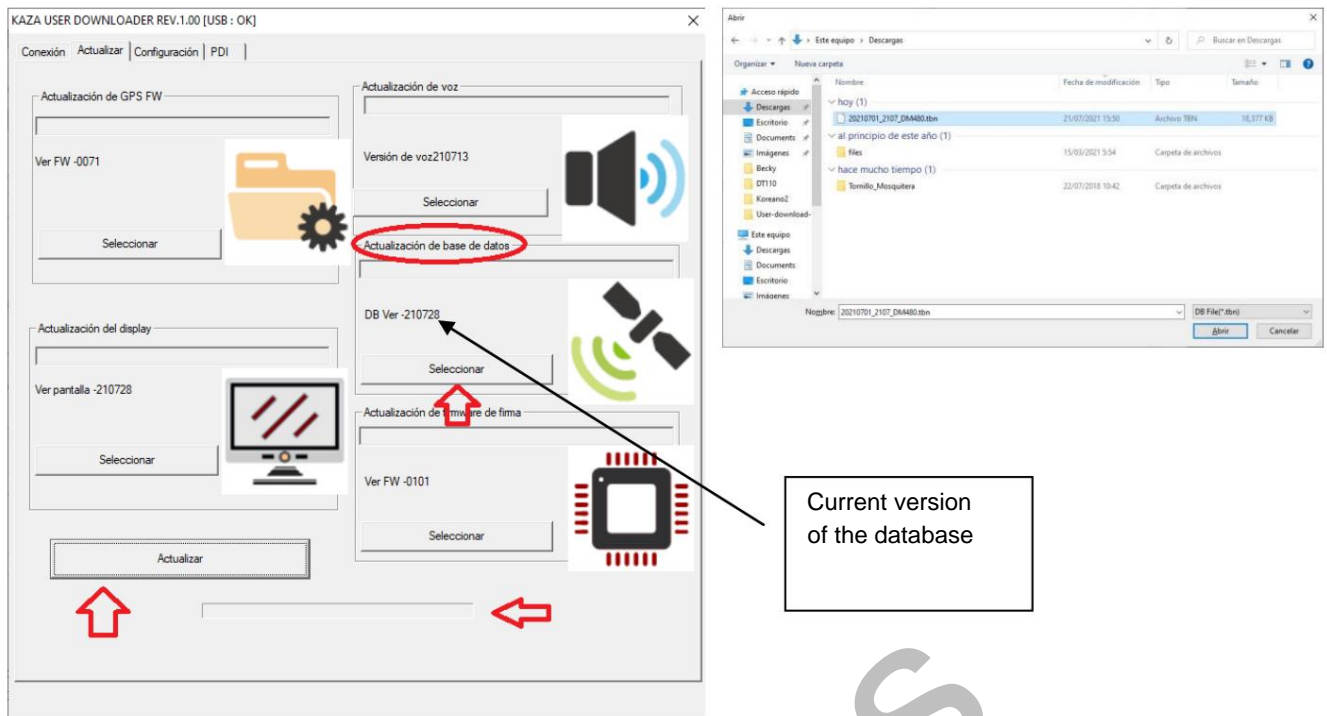 KAZA USER DOWNLOADER REV.1.00 [USB : OK]
Conexión Actualizar Configuración PDI
Actualización de GPS FW
Ver FW -0071
Seleccionar
Actualización del display
Ver pantalla -210728
Seleccionar
Actualizar
Actualización de voz
Versión de voz210713
Seleccionar
Actualización de base de datos
DB Ver -210728
Seleccionar
Actualización de firmware de firma
Ver FW -0101
Seleccionar
Abrir
Este equipo › Descargas
Buscar en Descargas
Organizar Nueva carpeta
Acceso rápido
Descargas
Escritorio
Documents
Imágenes
Becky
DT110
Koreano2
User-download-
Este equipo
Descargas
Documents
Escritorio
Imágenes
Nombre Fecha de modificación Tipo Tamaño
hoy (1)
20210701_2107_DM480.tbn 21/07/2021 15:50 Archivo TBN 18,377 KB
al principio de este año (1)
files 15/03/2021 5:54 Carpeta de archivos
hace mucho tiempo (1)
Tornillo_Mosquitera 22/07/2018 10:42 Carpeta de archivos
Nombre: 20210701_2107_DM480.tbn DB File(*.tbn)
Abrir Cancelar
Current version
of the database
S